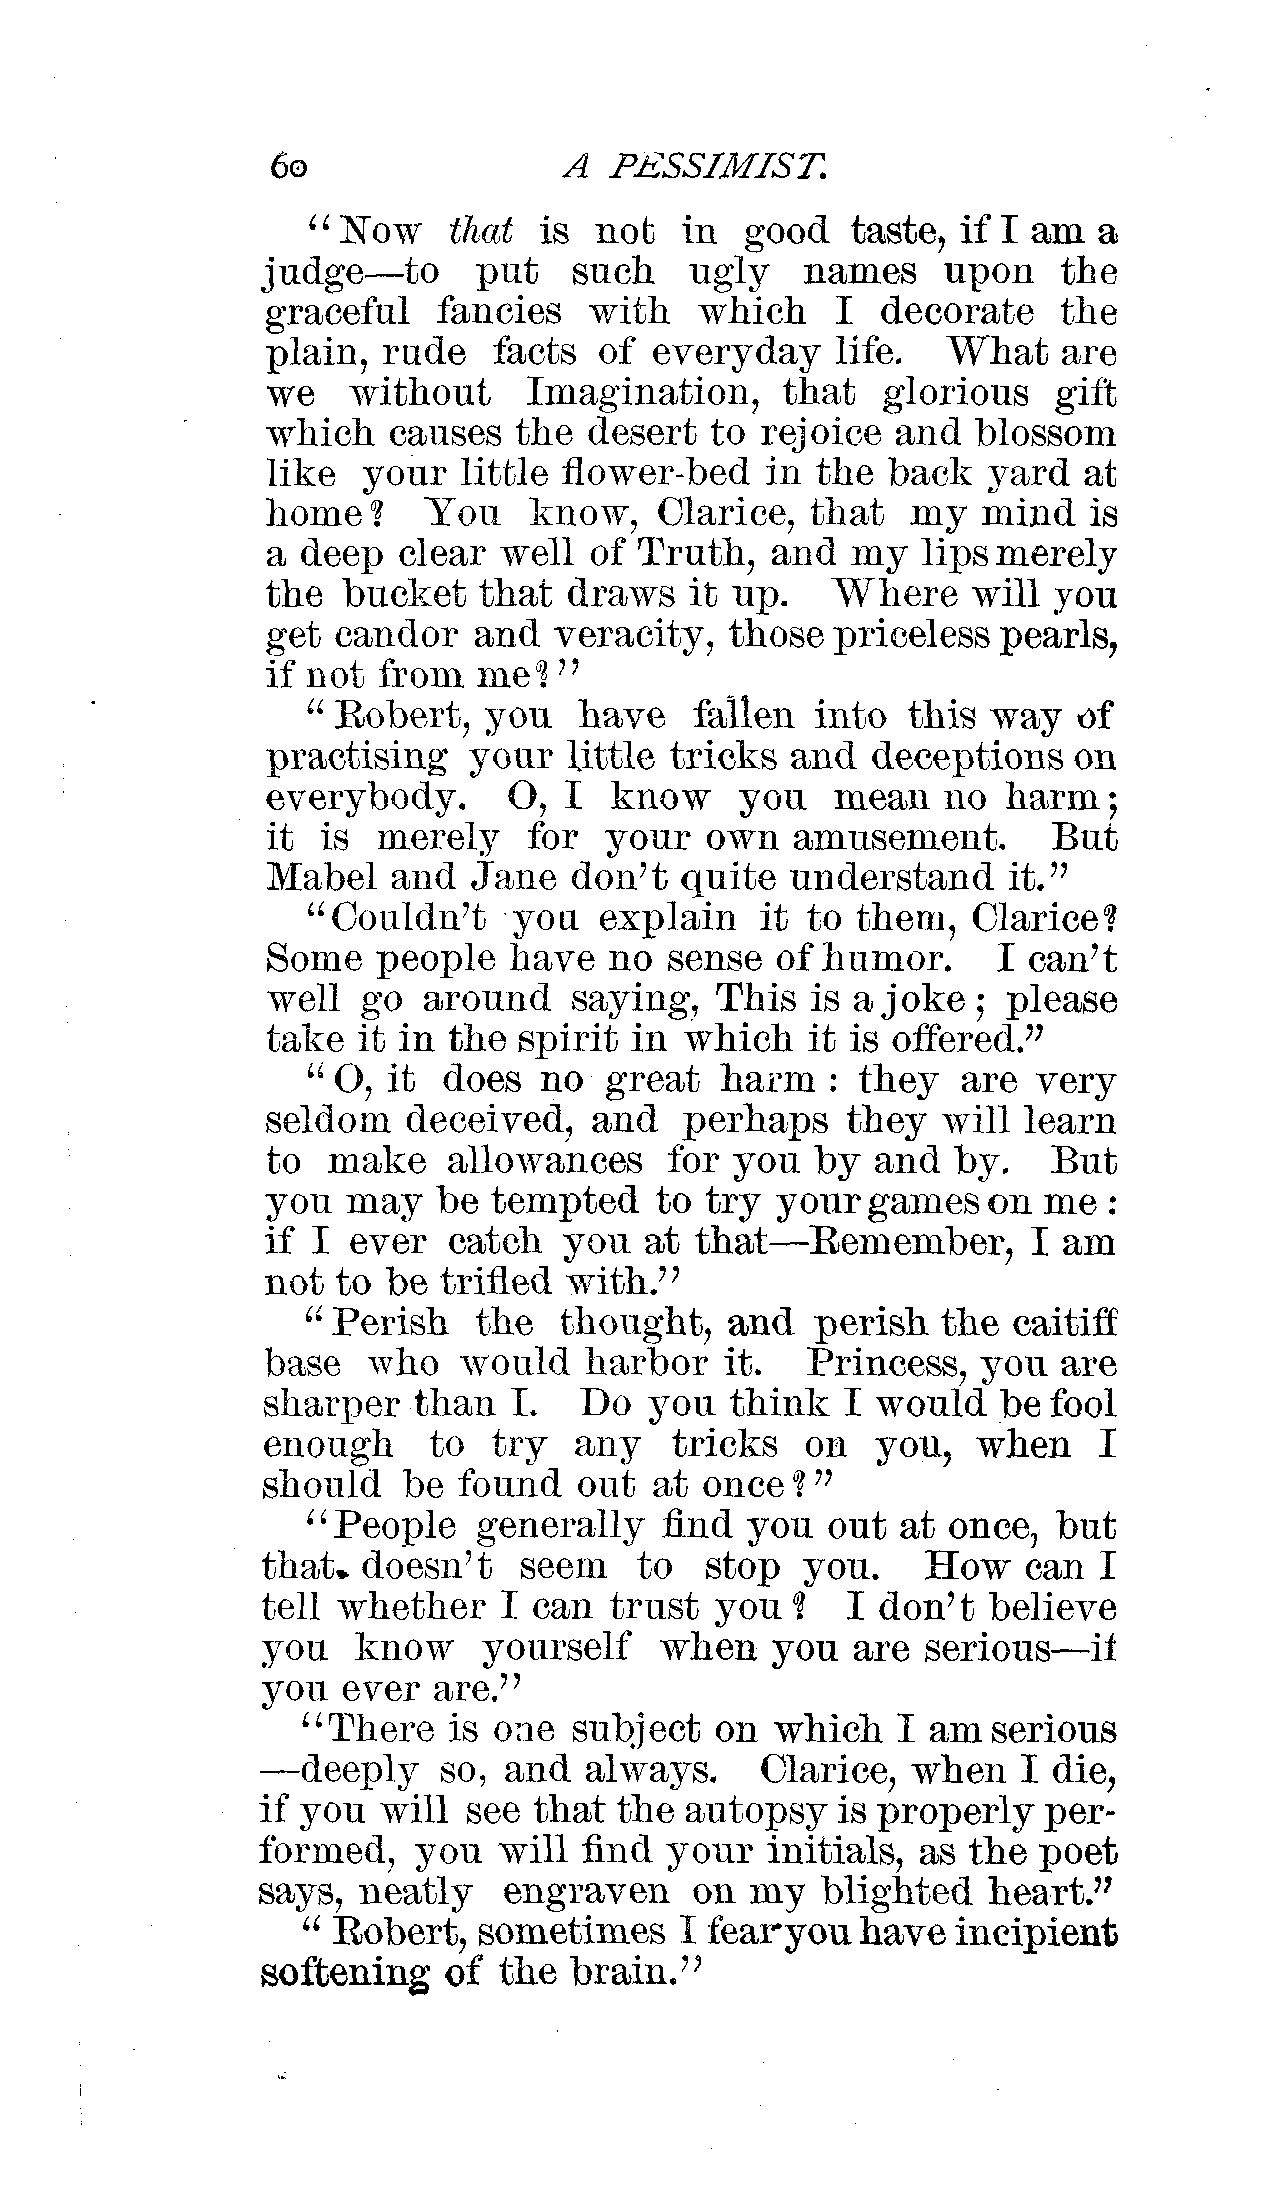 60 A PESSIMIST.
"Now that is not in good taste, if I am a
judge—to put such ugly names upon the
graceful fancies with which I decorate the
plain, rude facts of everyday life. What are
we without Imagination, that glorious gift
which causes the desert to rejoice and blossom
like your little flower-bed in the back yard at
home? You know, Clarice, that my mind is
a deep clear well of Truth, and my lips merely
the bucket that draws it up. Where will you
get candor and veracity, those priceless pearls,
if not from me?"
"Robert, you have fallen into this way of
practising your little tricks and deceptions on
everybody. O, I know you mean no harm;
it is merely for your own amusement. But
Mabel and Jane don't quite understand it."
"Couldn't you explain it to them, Clarice?
Some people have no sense of humor. I can't
well go around saying, This is a joke; please
take it in the spirit in which it is offered."
"O, it does no great harm: they are very
seldom deceived, and perhaps they will learn
to make allowances for you by and by. But
you may be tempted to try your games on me:
if I ever catch you at that—Remember, I am
not to be trifled with."
"Perish the thought, and perish the caitiff
base who would harbor it. Princess, you are
sharper than I. Do you think I would be fool
enough to try any tricks on you, when I
should be found out at once?"
"People generally find you out at once, but
that. doesn't seem to stop you. How can I
tell whether I can trust you? I don't believe
you know yourself when you are serious—if
you ever are."
"There is one subject on which I am serious
—deeply so, and always. Clarice, when I die,
if you will see that the autopsy is properly per-
formed, you will find your initials, as the poet
says, neatly engraven on my blighted heart."
"Robert, sometimes I fear you have incipient
softening of the brain."